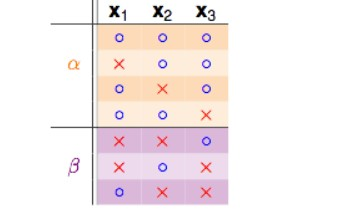 x₁ x₂ x₃
○ ○ ○
α × ○ ○
○ × ○
○ ○ ×
× × ○
β × ○ ×
○ × ×